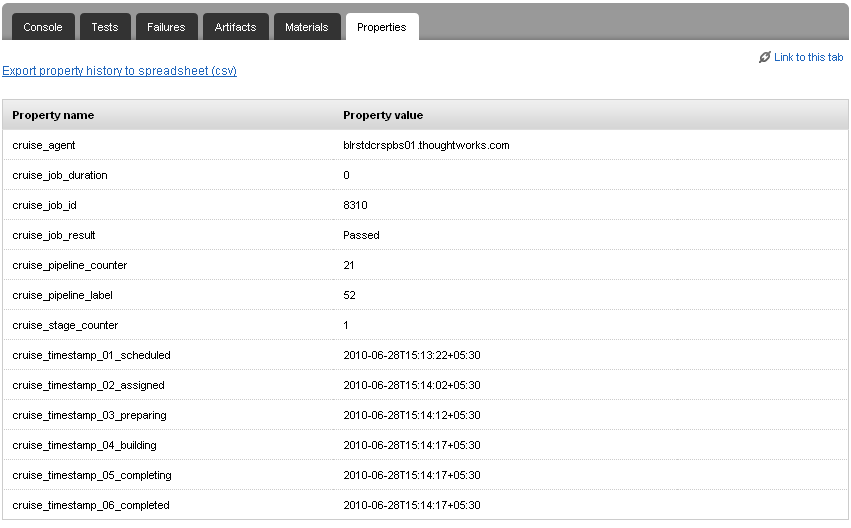 Console Tests Failures Artifacts Materials Properties
Link to this tab
Export property history to spreadsheet (csv)
Property name Property value
cruise_agent blrstdcrspbs01.thoughtworks.com
cruise_job_duration 0
cruise_job_id 8310
cruise_job_result Passed
cruise_pipeline_counter 21
cruise_pipeline_label 52
cruise_stage_counter 1
cruise_timestamp_01_scheduled 2010-06-28T15:13:22+05:30
cruise_timestamp_02_assigned 2010-06-28T15:14:02+05:30
cruise_timestamp_03_preparing 2010-06-28T15:14:12+05:30
cruise_timestamp_04_building 2010-06-28T15:14:17+05:30
cruise_timestamp_05_completing 2010-06-28T15:14:17+05:30
cruise_timestamp_06_completed 2010-06-28T15:14:17+05:30